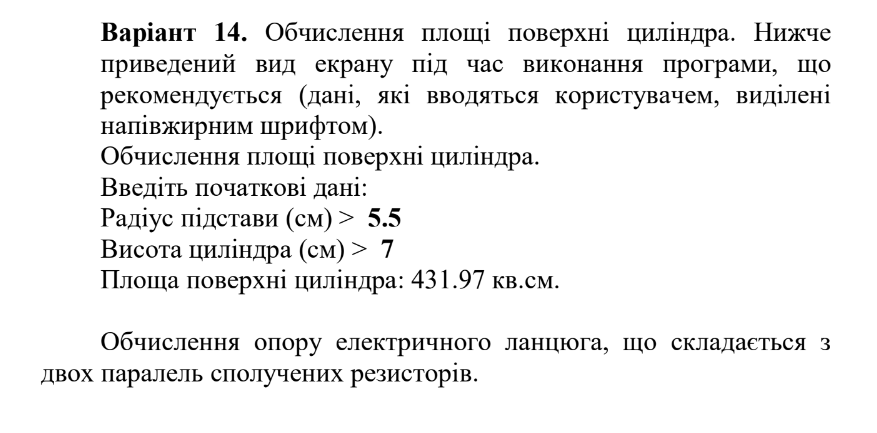 Варіант 14. Обчислення площі поверхні циліндра. Нижче
приведений вид екрану під час виконання програми, що
рекомендується (дані, які вводяться користувачем, виділені
напівжирним шрифтом).
Обчислення площі поверхні циліндра.
Введіть початкові дані:
Радіус підстави (см) > 5.5
Висота циліндра (см) > 7
Площа поверхні циліндра: 431.97 кв.см.
Обчислення опору електричного ланцюга, що складається з
двох паралель сполучених резисторів.